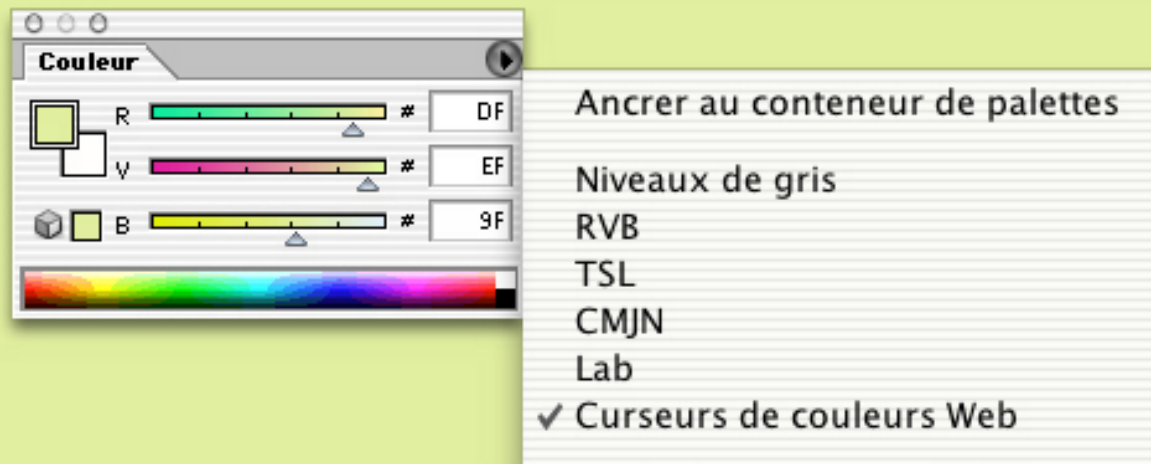 Couleur
R # DF
V # EF
B # 9F
Ancrer au conteneur de palettes
Niveaux de gris
RVB
TSL
CMJN
Lab
✓ Curseurs de couleurs Web